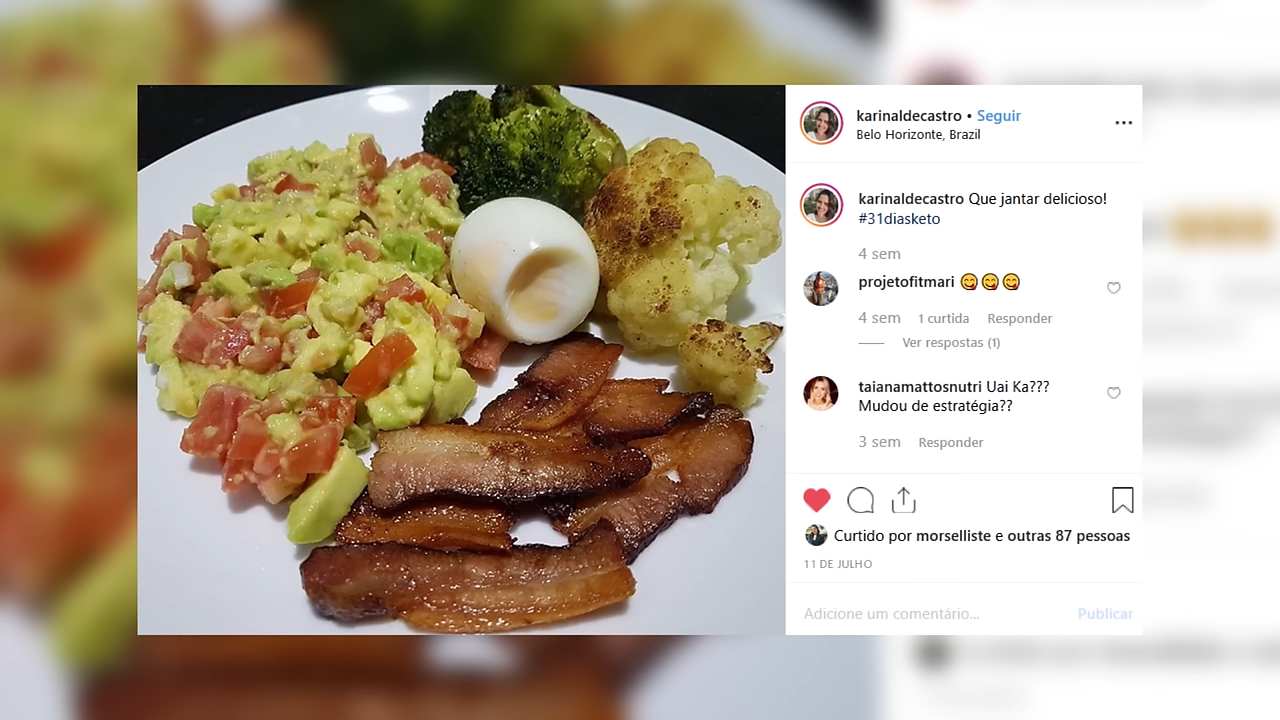 karinaldecastro • Seguir
Belo Horizonte, Brazil
karinaldecastro Que jantar delicioso!
#31diasketo
4 sem
projetofitmari 😋😋😋
4 sem 1 curtida Responder
Ver respostas (1)
taianamattosnutri Uai Ka???
Mudou de estratégia??
3 sem Responder
Curtido por morselliste e outras 87 pessoas
11 DE JULHO
Adicione um comentário... Publicar